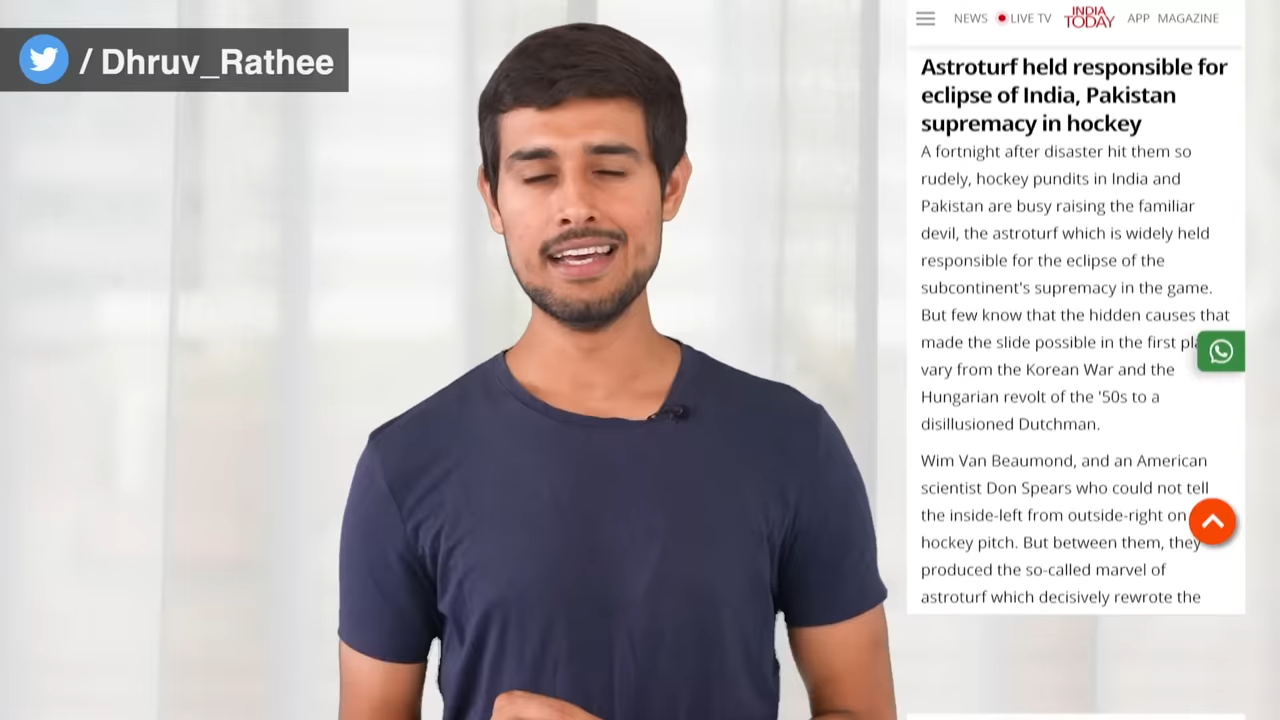 / Dhruv_Rathee
NEWS LIVE TV INDIA TODAY APP MAGAZINE
Astroturf held responsible for
eclipse of India, Pakistan
supremacy in hockey
A fortnight after disaster hit them so
rudely, hockey pundits in India and
Pakistan are busy raising the familiar
devil, the astroturf which is widely held
responsible for the eclipse of the
subcontinent's supremacy in the game.
But few know that the hidden causes that
made the slide possible in the first
vary from the Korean War and the
Hungarian revolt of the '50s to a
disillusioned Dutchman.
Wim Van Beaumond, and an American
scientist Don Spears who could not tell
the inside-left from outside-right on
hockey pitch. But between them, they
produced the so-called marvel of
astroturf which decisively rewrote the